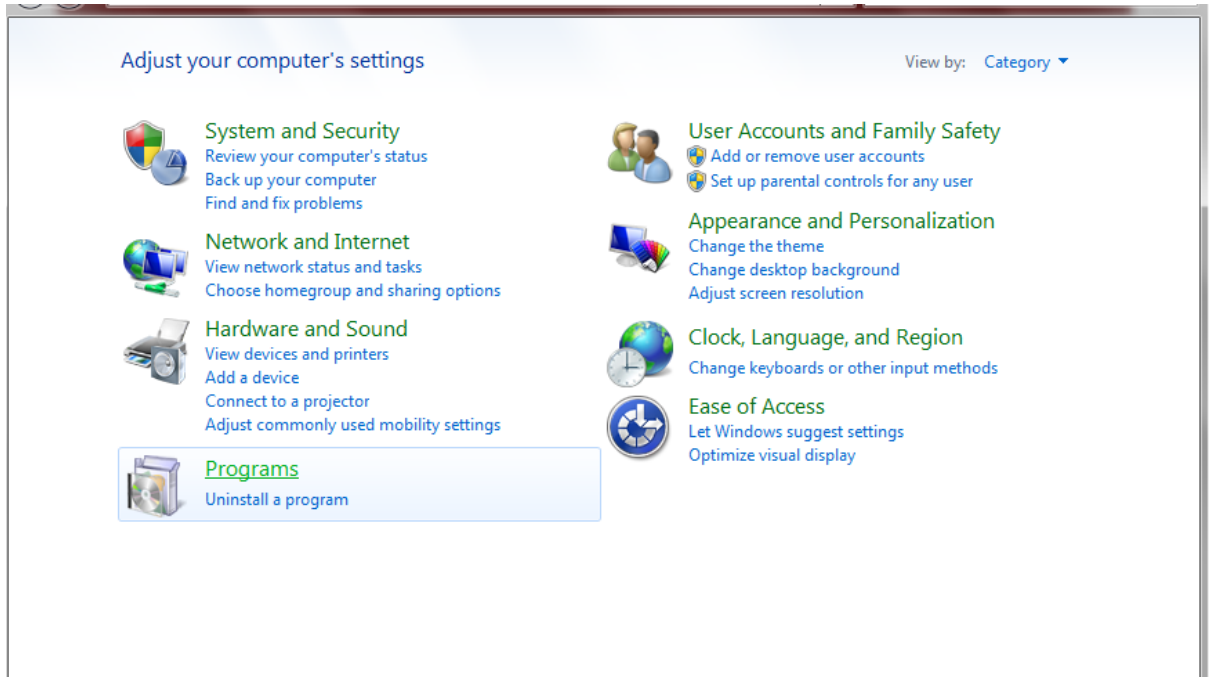 Adjust your computer's settings
View by: Category
System and Security
Review your computer's status
Back up your computer
Find and fix problems
Network and Internet
View network status and tasks
Choose homegroup and sharing options
Hardware and Sound
View devices and printers
Add a device
Connect to a projector
Adjust commonly used mobility settings
Programs
Uninstall a program
User Accounts and Family Safety
Add or remove user accounts
Set up parental controls for any user
Appearance and Personalization
Change the theme
Change desktop background
Adjust screen resolution
Clock, Language, and Region
Change keyboards or other input methods
Ease of Access
Let Windows suggest settings
Optimize visual display